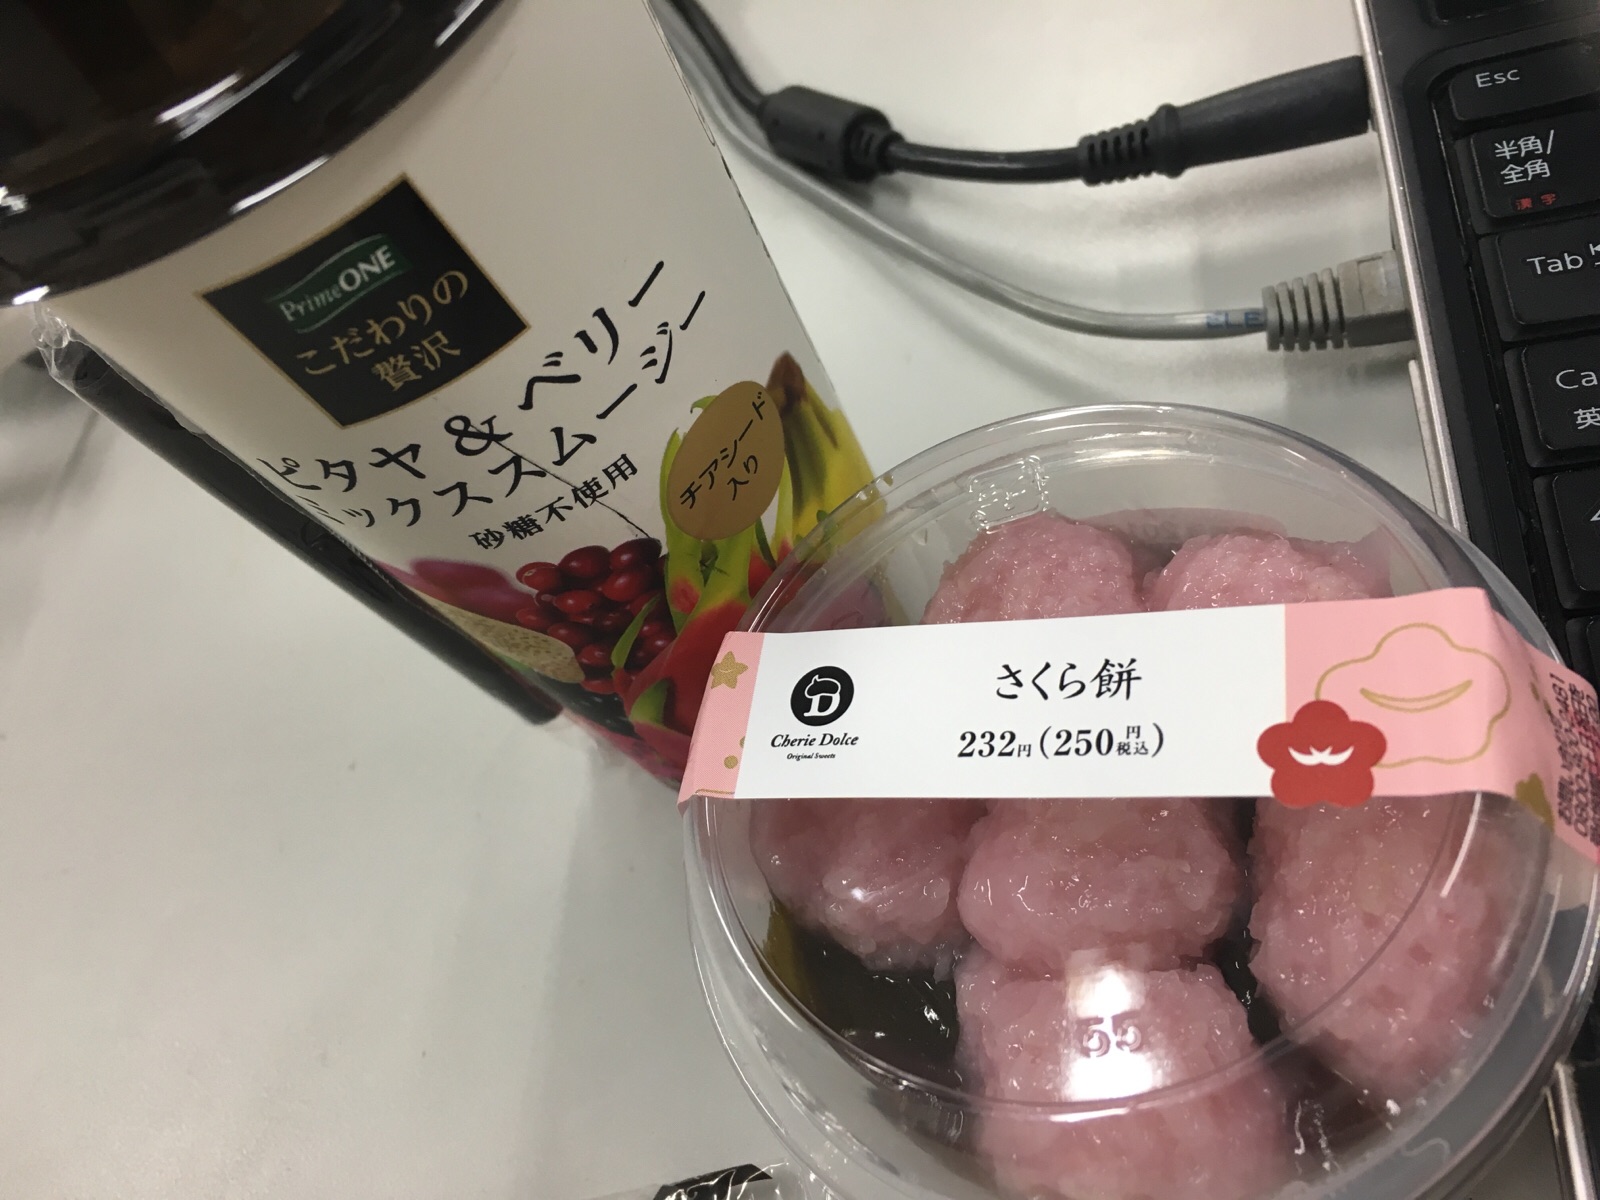 PrimeONE
こだわりの
贅沢
ピタヤ & ベリー
ミックススムージー
砂糖不使用
チアシード
入り
Esc
半角/
全角
漢字
Tab
Ca
英
D
Cherie Dolce
Original Sweets
さくら餅
232円(250円税込)